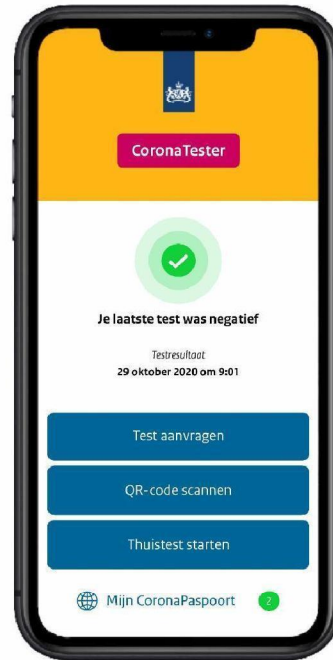 CoronaTester
Je laatste test was negatief
Testresultaat
29 oktober 2020 om 9:01
Test aanvragen
QR-code scannen
Thuistest starten
Mijn CoronaPaspoort 2